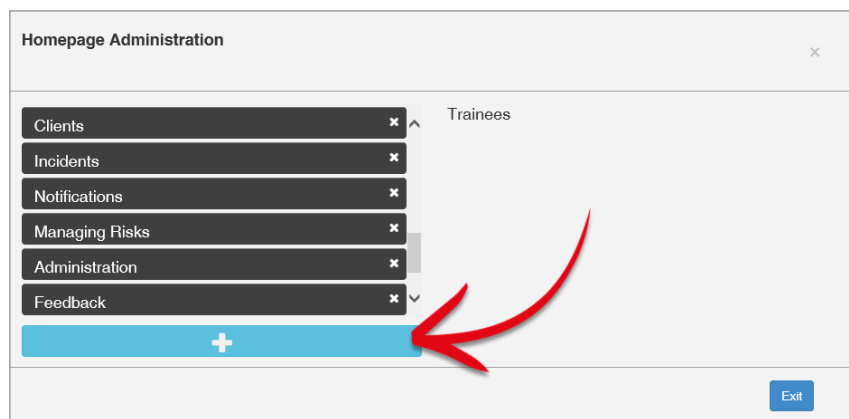 Homepage Administration
Clients
Incidents
Notifications
Managing Risks
Administration
Feedback
Trainees
Exit